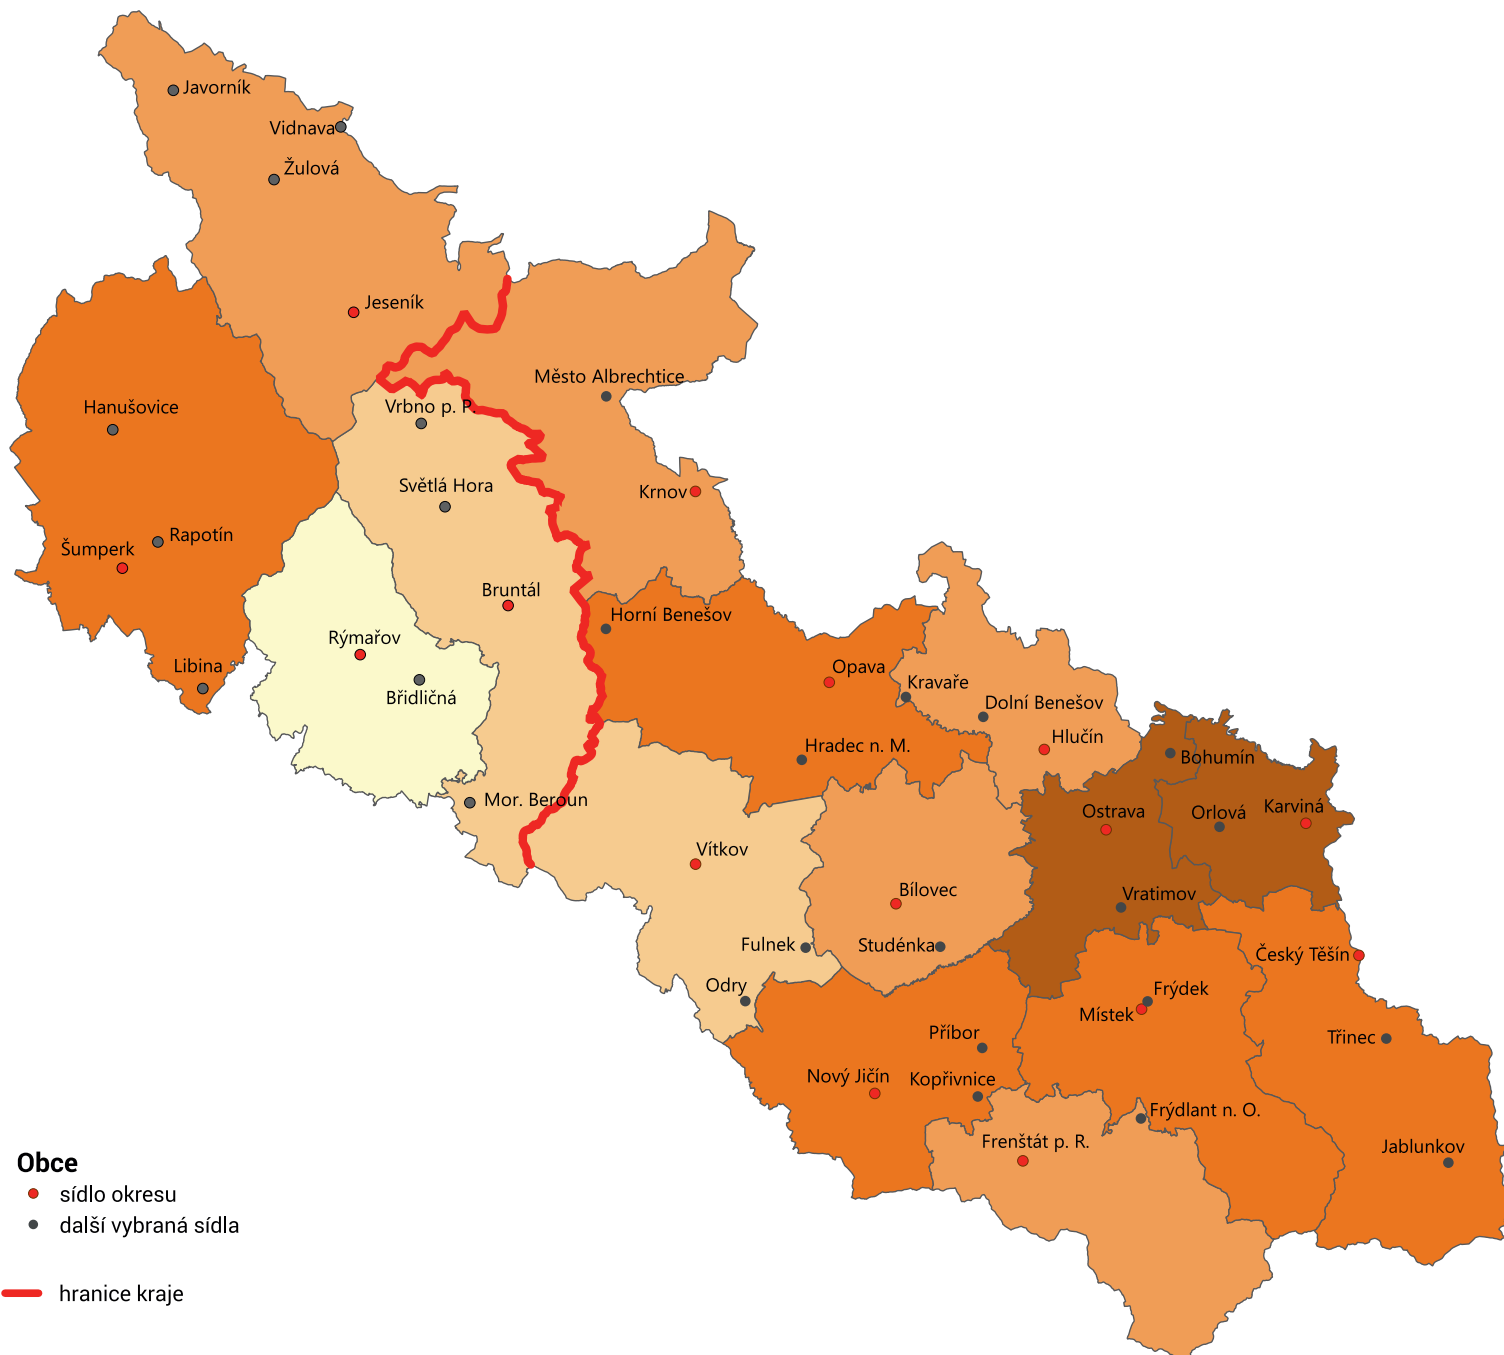 Javorník
Vidnava
Žulová
Jeseník
Město Albrechtice
Hanušovice
Vrbno p. P.
Světlá Hora
Krnov
Rapotín
Šumperk
Bruntál
Horní Benešov
Rýmařov
Libina
Opava
Kravaře
Břidličná
Dolní Benešov
Hlučín
Hradec n. M.
Bohumín
Mor. Beroun
Ostrava
Orlová
Karviná
Vítkov
Bílovec
Vratimov
Fulnek
Studénka
Český Těšín
Odry
Frýdek
Místek
Příbor
Třinec
Nový Jičín
Kopřivnice
Frýdlant n. O.
Frenštát p. R.
Jablunkov
Obce
sídlo okresu
další vybraná sídla
hranice kraje